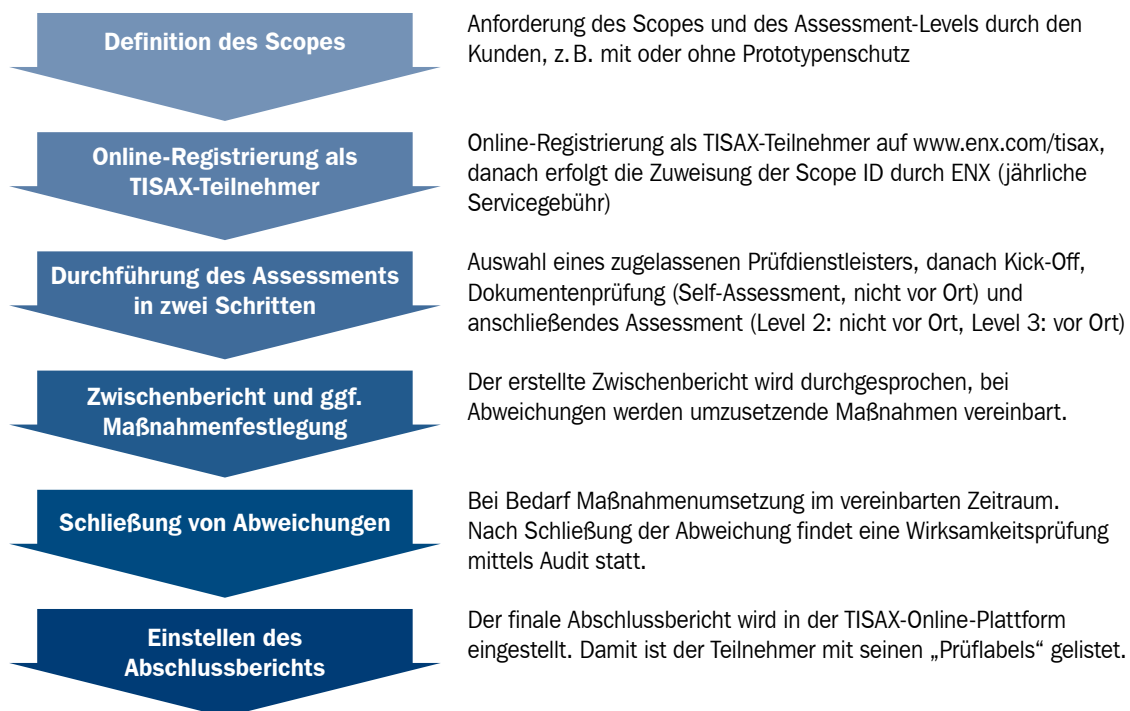 Definition des Scopes
Anforderung des Scopes und des Assessment-Levels durch den
Kunden, z. B. mit oder ohne Prototypenschutz
Online-Registrierung als
TISAX-Teilnehmer
Online-Registrierung als TISAX-Teilnehmer auf www.enx.com/tisax,
danach erfolgt die Zuweisung der Scope ID durch ENX (jährliche
Servicegebühr)
Durchführung des Assessments
in zwei Schritten
Auswahl eines zugelassenen Prüfdienstleisters, danach Kick-Off,
Dokumentenprüfung (Self-Assessment, nicht vor Ort) und
anschließendes Assessment (Level 2: nicht vor Ort, Level 3: vor Ort)
Zwischenbericht und ggf.
Maßnahmenfestlegung
Der erstellte Zwischenbericht wird durchgesprochen, bei
Abweichungen werden umzusetzende Maßnahmen vereinbart.
Schließung von Abweichungen
Bei Bedarf Maßnahmenumsetzung im vereinbarten Zeitraum.
Nach Schließung der Abweichung findet eine Wirksamkeitsprüfung
mittels Audit statt.
Einstellen des
Abschlussberichts
Der finale Abschlussbericht wird in der TISAX-Online-Plattform
eingestellt. Damit ist der Teilnehmer mit seinen „Prüflabels“ gelistet.